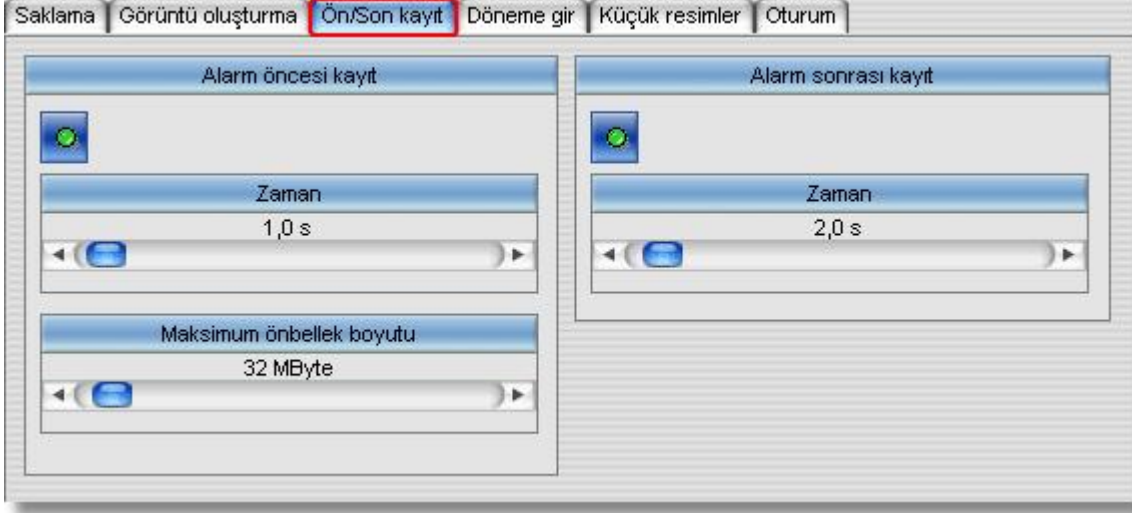 Saklama Görüntü oluşturma Ön/Son kayıt Döneme gir Küçük resimler Oturum
Alarm öncesi kayıt
Zaman
1,0 s
Maksimum önbellek boyutu
32 MByte
Alarm sonrası kayıt
Zaman
2,0 s